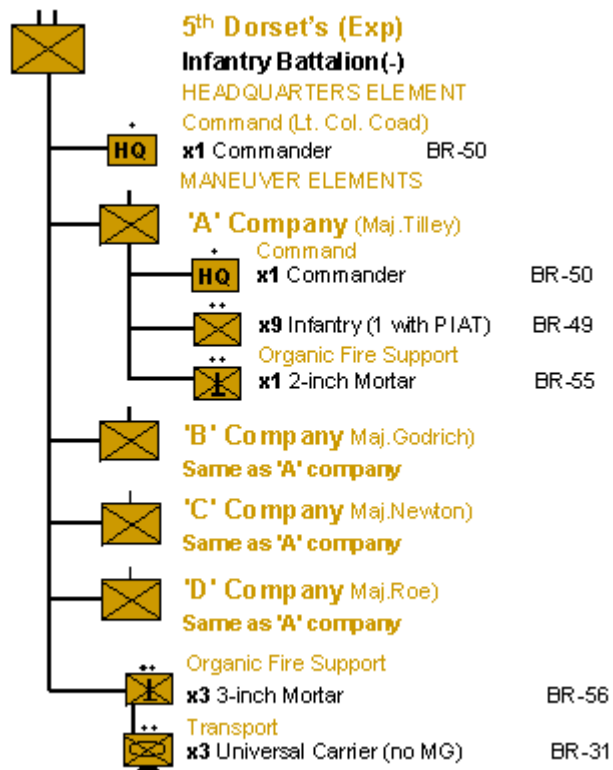 5th Dorset's (Exp)
Infantry Battalion(-)
HEADQUARTERS ELEMENT
Command (Lt. Col. Coad)
HQ x1 Commander BR-50
MANEUVER ELEMENTS
'A' Company (Maj.Tilley)
Command
HQ x1 Commander BR-50
x9 Infantry (1 with PIAT) BR-49
Organic Fire Support
x1 2-inch Mortar BR-55
'B' Company Maj.Godrich)
Same as 'A' company
'C' Company Maj.Newton)
Same as 'A' company
'D' Company Maj.Roe)
Same as 'A' company
Organic Fire Support
x3 3-inch Mortar BR-56
Transport
x3 Universal Carrier (no MG) BR-31